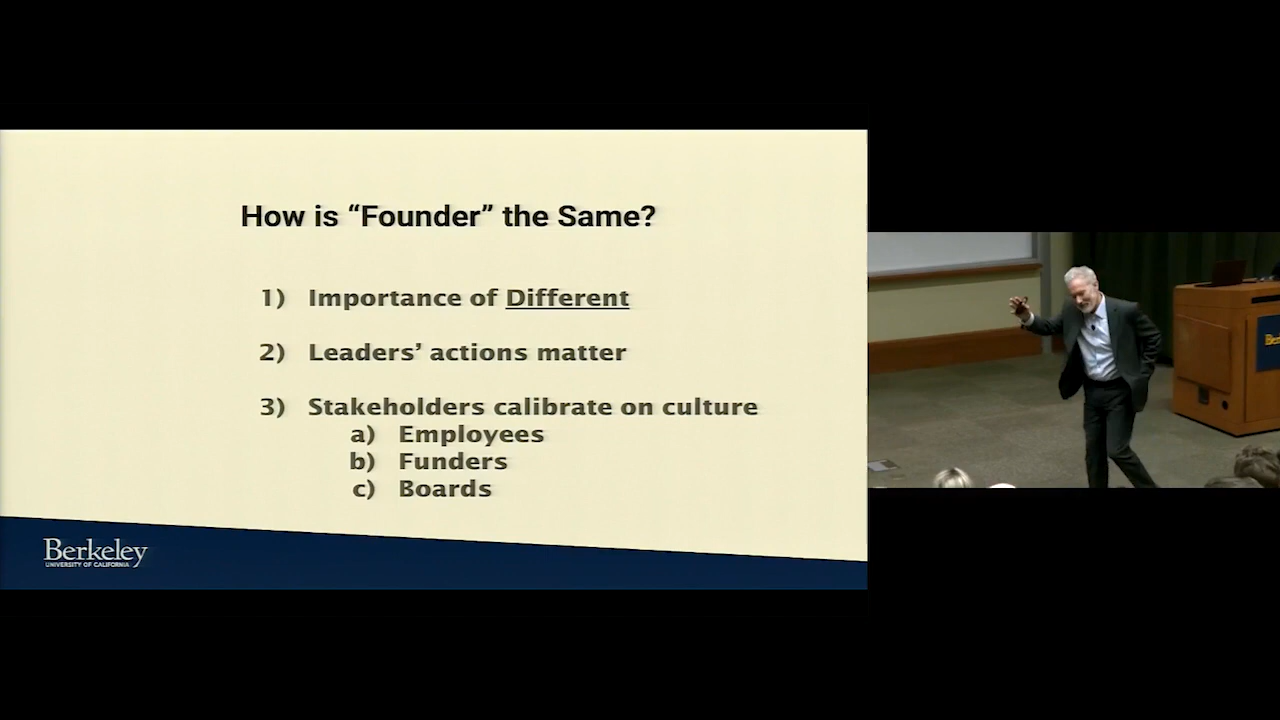 How is “Founder” the Same?
1) Importance of Different
2) Leaders’ actions matter
3) Stakeholders calibrate on culture
a) Employees
b) Funders
c) Boards
Berkeley
UNIVERSITY OF CALIFORNIA